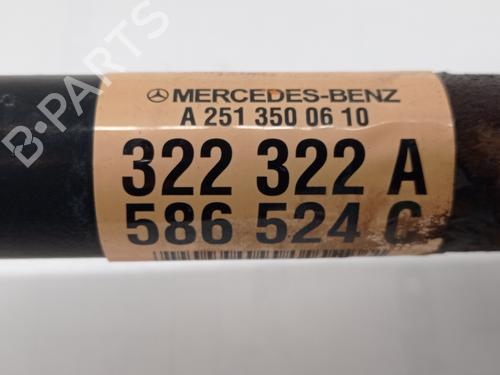 B-PARTS
MERCEDES-BENZ
A 251 350 06 10
322 322 A
586 524 C